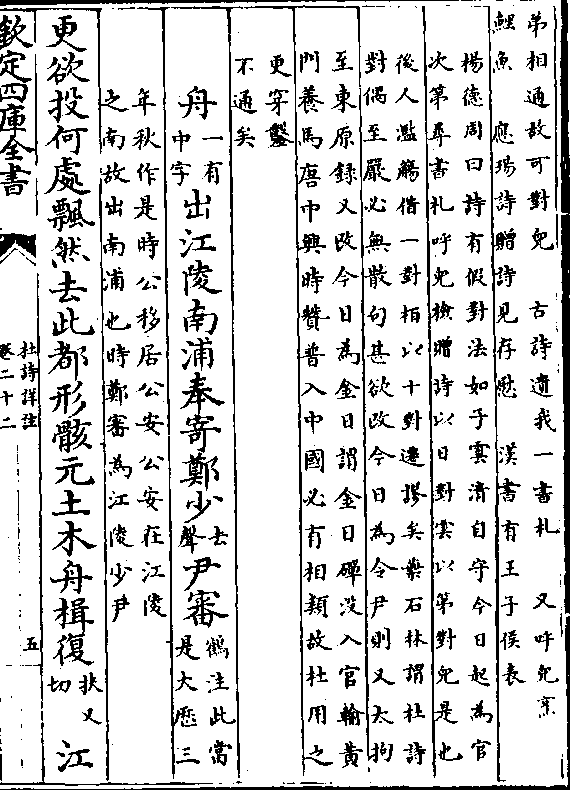 弟相通故可對兒　古詩遺我一書札　又呼兒烹
鯉魚　應瑒詩贈詩見存慰　漢書有王子侯表
楊德周曰詩有假對法如子雲清自守今日起為官
次第尋書札呼兒檢贈詩以日對雲以第對兒是也
後人濫觴借一對栢以十對遷謬矣葉石林謂杜詩
對偶至嚴必無散句甚欲改今日為令尹則又太拘
至東原錄又改今日為金日謂金日磾沒入官輸黃
門養馬唐中興時贊普入中國必有相類故杜用之
更穿鑿
不通矣
舟一有中字出江陵南浦奉寄鄭少去聲尹審鶴注此當是大歷三
年秋作是時公移居公安公安在江陵
之南故出南浦也時鄭審為江陵少尹
更欲投何處飄然去此都形骸元土木舟楫復扶又切江
欽定四庫全書
杜詩詳註
卷二十二
五